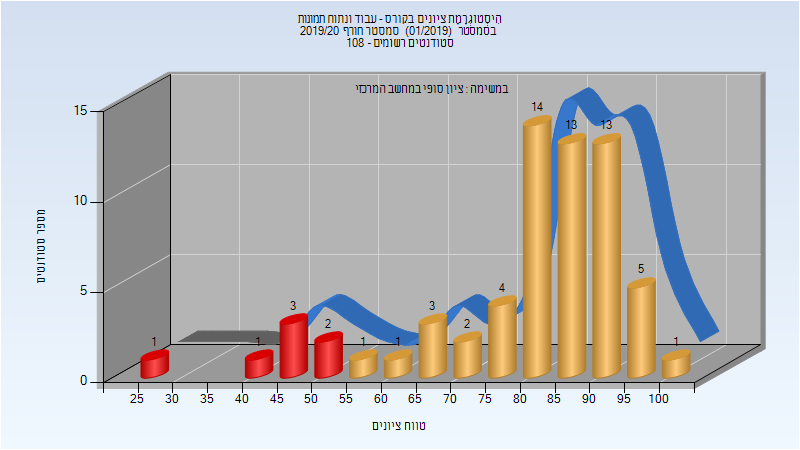 היסטוגרמת ציונים בקורס - עבוד ונתוח תמונות
בסמסטר (01/2019) סמסטר חורף 2019/20
סטודנטים רשומים - 108
במשימה : ציון סופי במחשב המרכזי
מספר סטודנטים
15
10
5
0
1
1
3
2
1
1
3
2
4
14
13
13
5
1
25 30 35 40 45 50 55 60 65 70 75 80 85 90 95 100
טווח ציונים